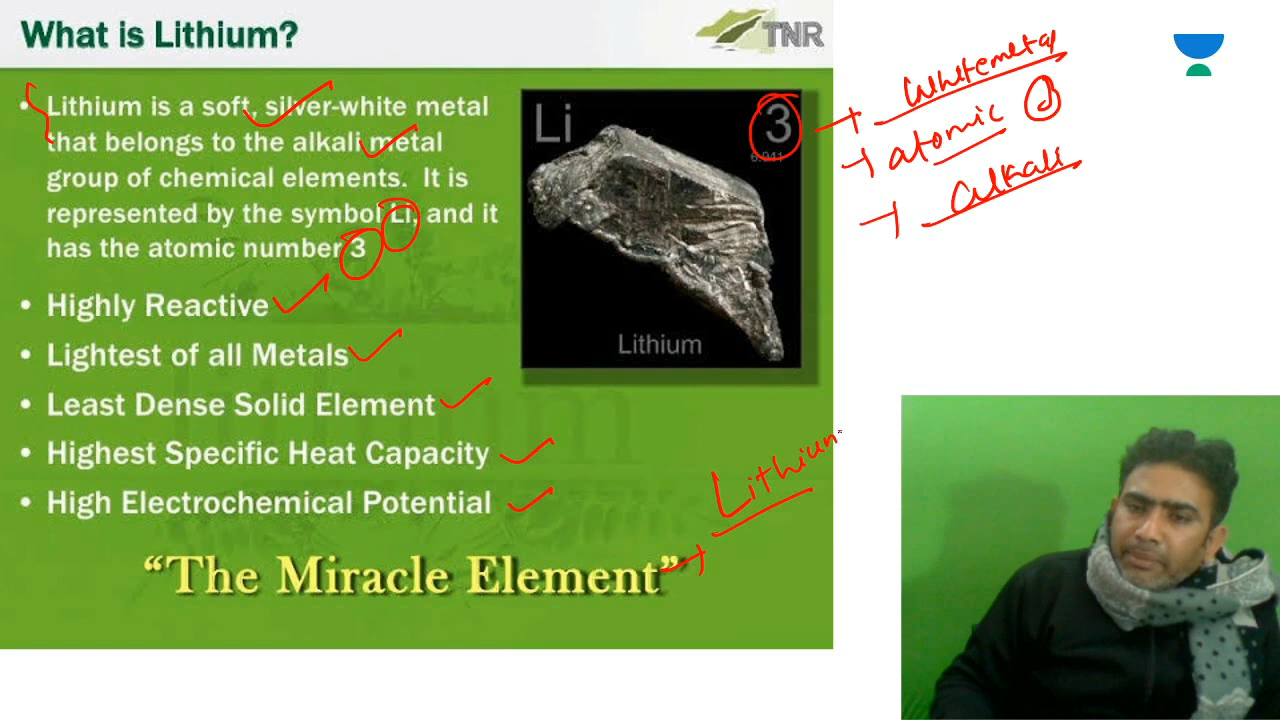 What is Lithium?
TNR
• Lithium is a soft, silver-white metal
that belongs to the alkali metal
group of chemical elements. It is
represented by the symbol Li, and it
has the atomic number 3
• Highly Reactive
• Lightest of all Metals
• Least Dense Solid Element
• Highest Specific Heat Capacity
• High Electrochemical Potential
"The Miracle Element"
Li
3
6.941
Lithium
atomic
alkali
Lithium